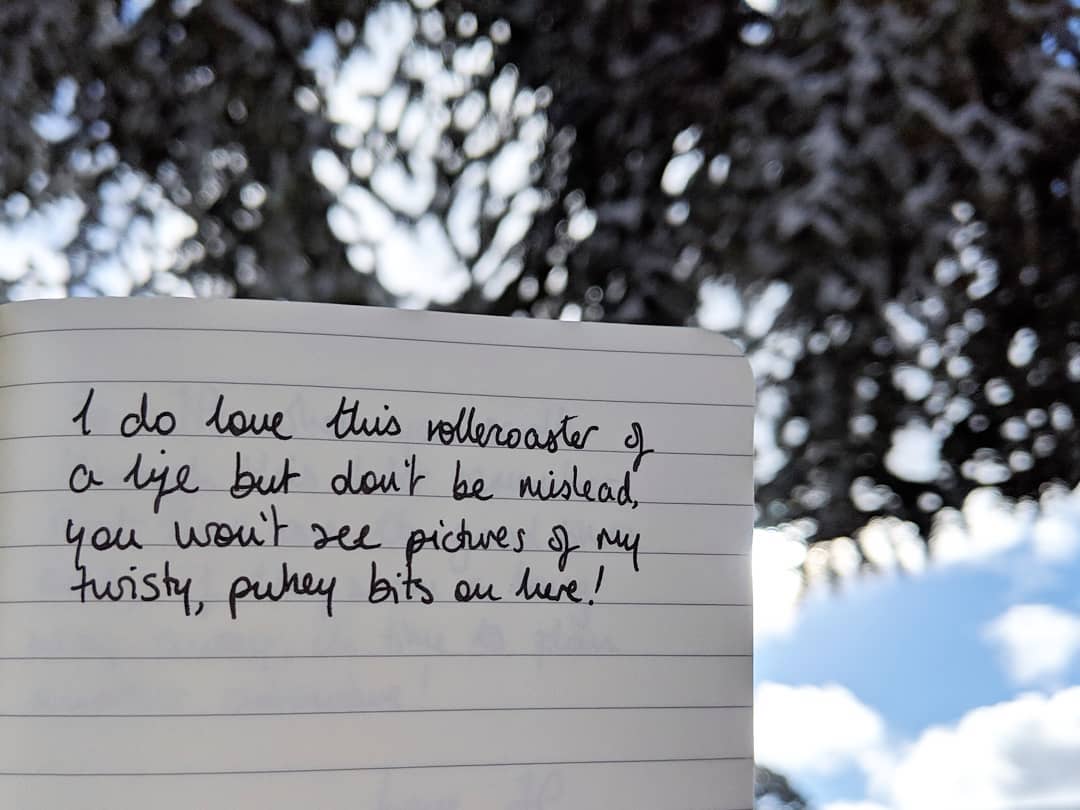 I do love this rollercoaster of
a life but don't be mislead,
you won't see pictures of my
twisty, pukey bits on here!